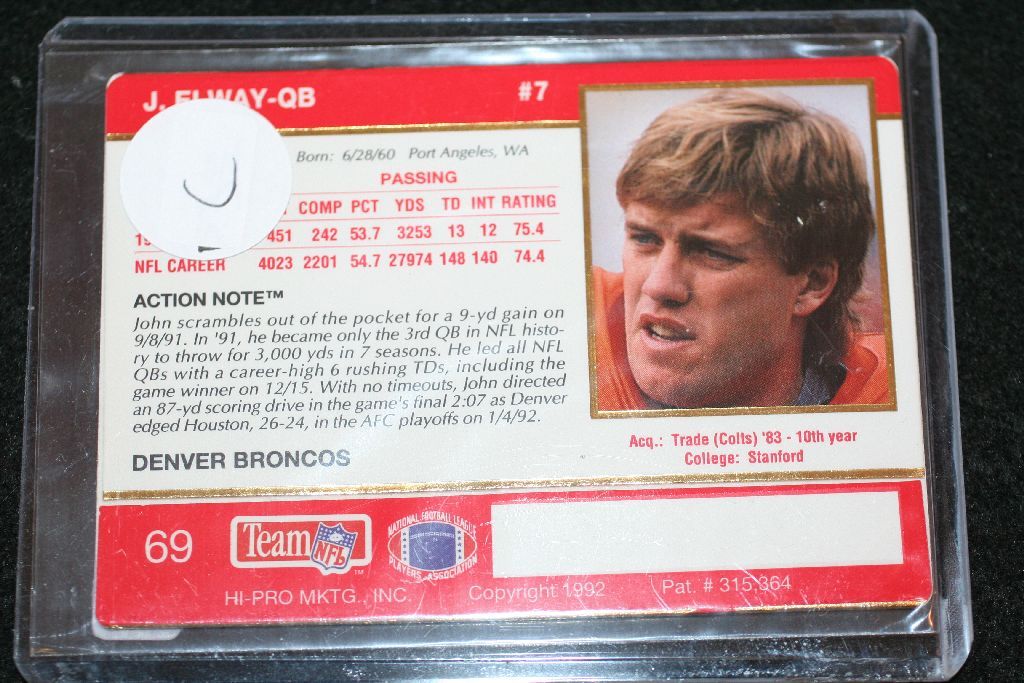 J. ELWAY-QB #7
J
Born: 6/28/60 Port Angeles, WA
PASSING
COMP PCT YDS TD INT RATING
451 242 53.7 3253 13 12 75.4
NFL CAREER 4023 2201 54.7 27974 148 140 74.4
ACTION NOTE™
John scrambles out of the pocket for a 9-yd gain on
9/8/91. In '91, he became only the 3rd QB in NFL histo-
ry to throw for 3,000 yds in 7 seasons. He led all NFL
QBs with a career-high 6 rushing TDs, including the
game winner on 12/15. With no timeouts, John directed
an 87-yd scoring drive in the game's final 2:07 as Denver
edged Houston, 26-24, in the AFC playoffs on 1/4/92.
DENVER BRONCOS
Acq.: Trade (Colts) '83 - 10th year
College: Stanford
69
Team NFL ™
NATIONAL FOOTBALL LEAGUE
PLAYERS ASSOCIATION
HI-PRO MKTG., INC. Copyright 1992 Pat. # 315,364